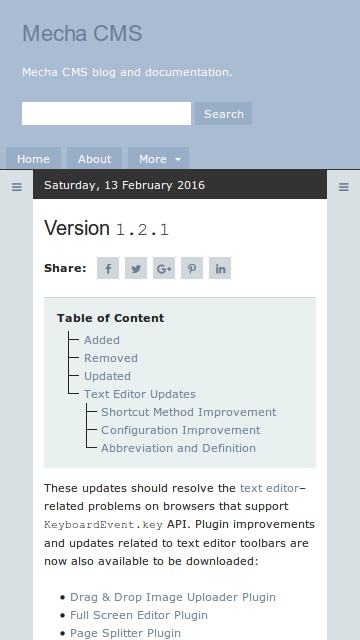 Mecha CMS
Mecha CMS blog and documentation.
Search
Home
About
More
Saturday, 13 February 2016
Version 1.2.1
Share:
Table of Content
Added
Removed
Updated
Text Editor Updates
Shortcut Method Improvement
Configuration Improvement
Abbreviation and Definition
These updates should resolve the text editor–
related problems on browsers that support
KeyboardEvent.key API. Plugin improvements
and updates related to text editor toolbars are
now also available to be downloaded:
Drag & Drop Image Uploader Plugin
Full Screen Editor Plugin
Page Splitter Plugin